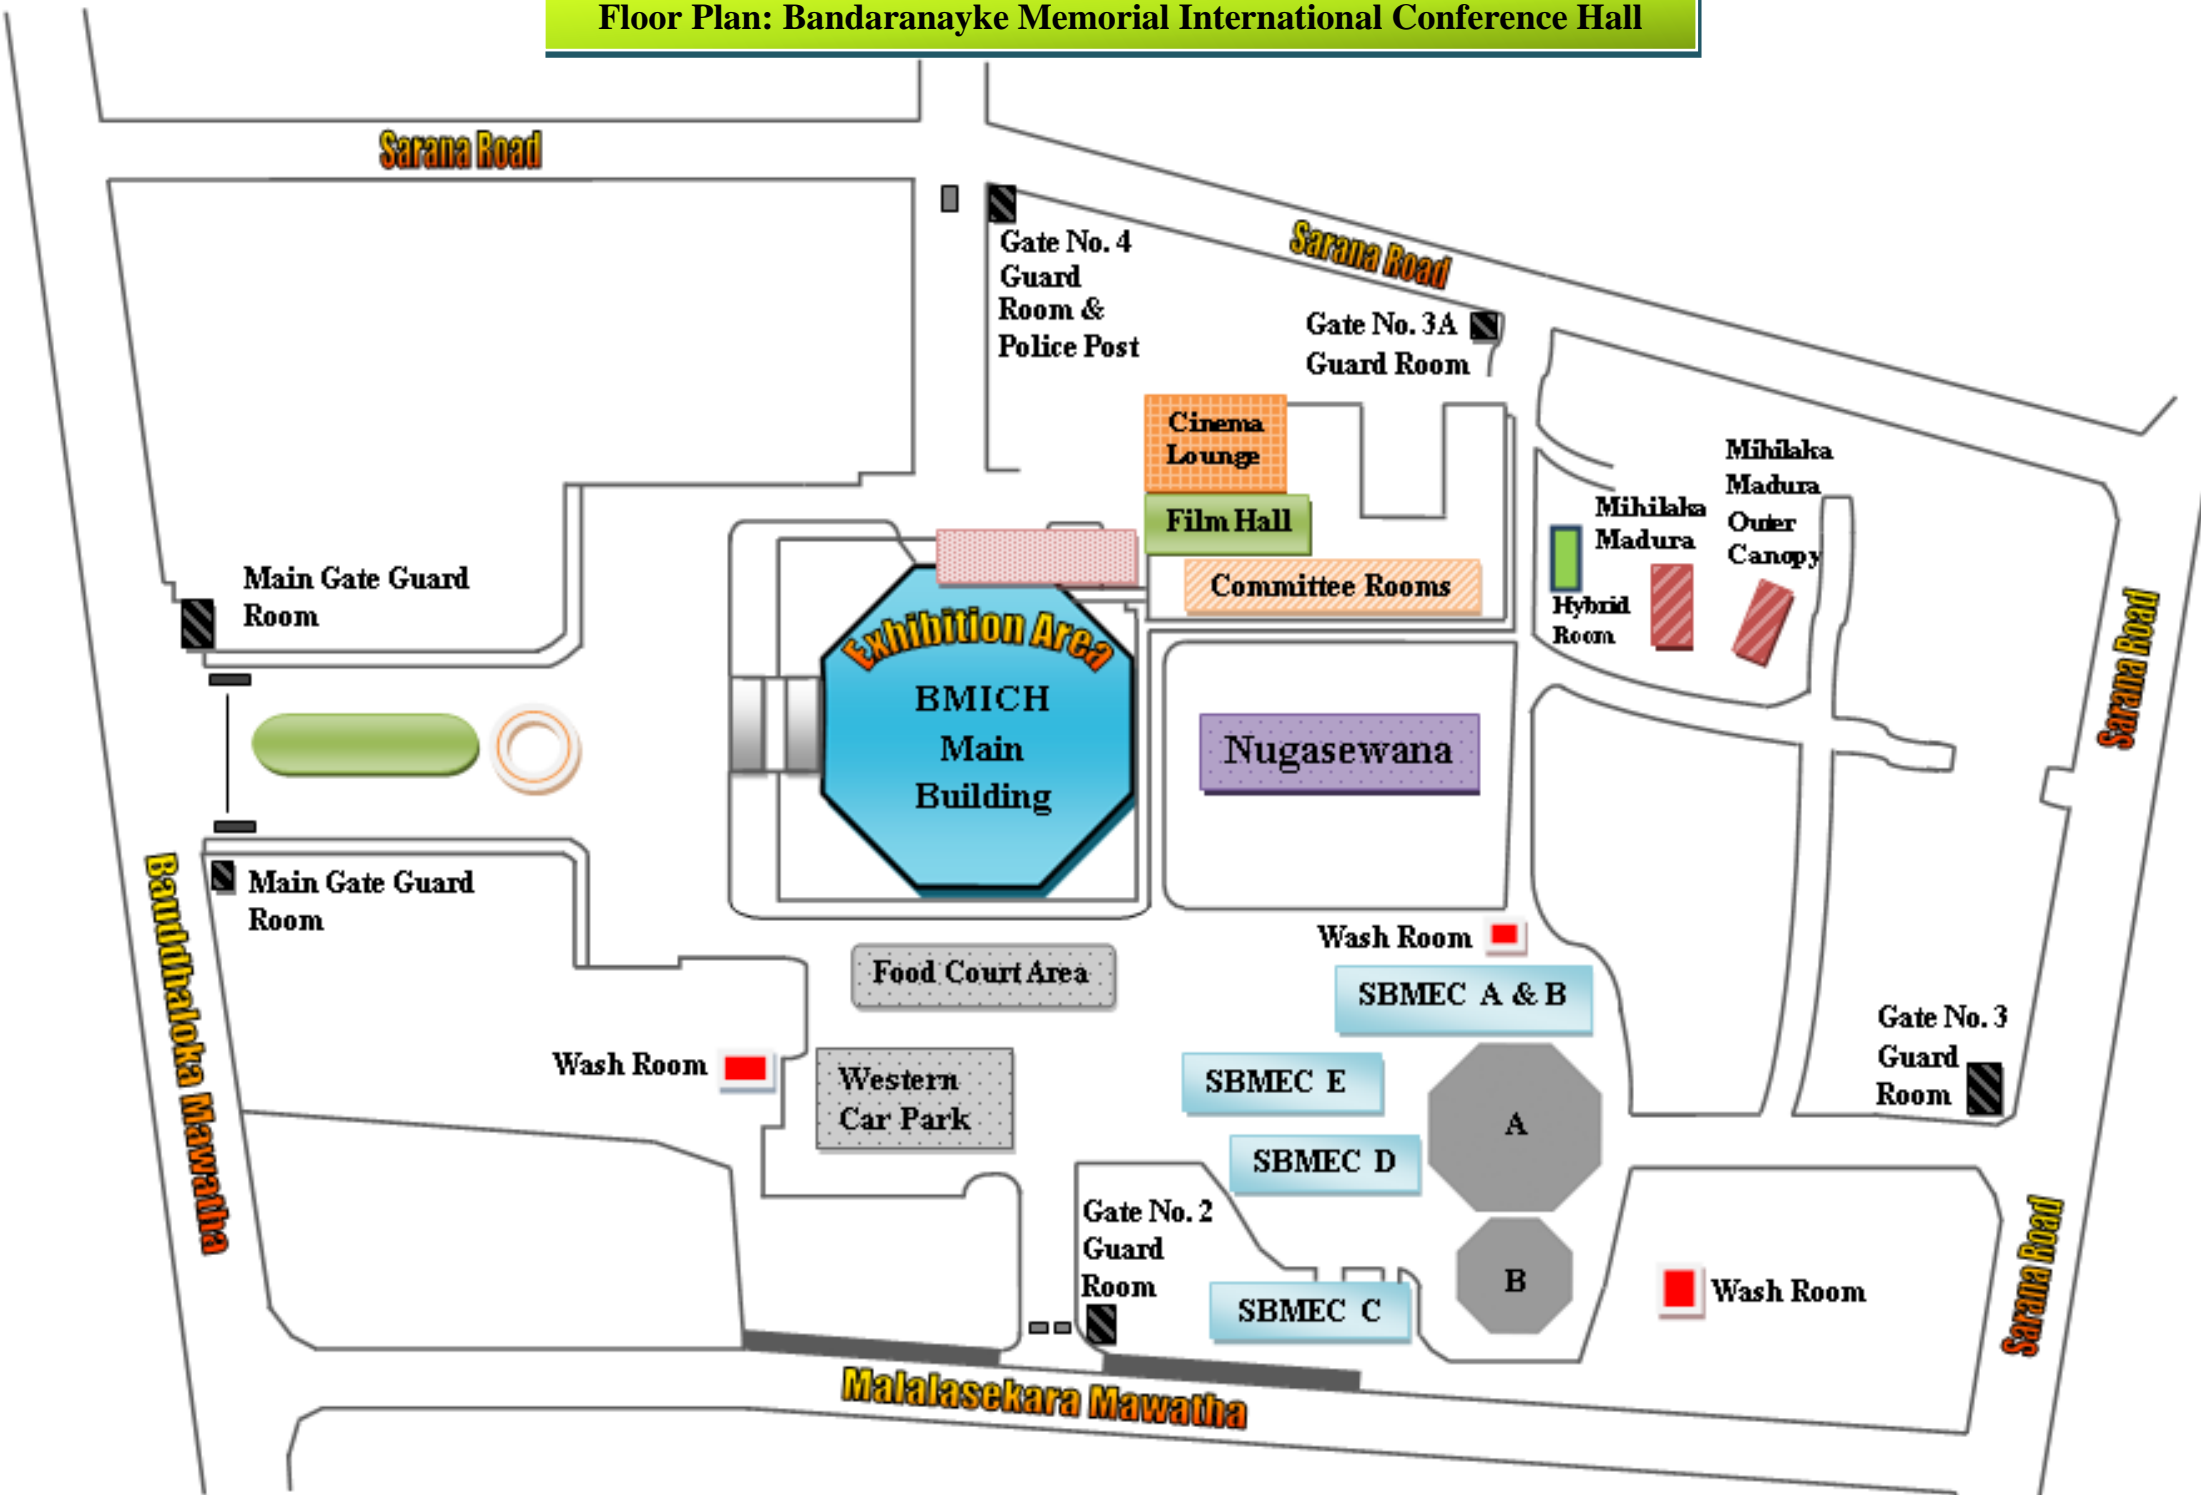 Floor Plan: Bandaranayke Memorial International Conference Hall
Sarana Road
Gate No. 4
Guard
Room &
Police Post
Sarana Road
Gate No. 3A
Guard Room
Cinema
Lounge
Film Hall
Committee Rooms
Mihilaka
Madura
Outer
Canopy
Mihilaka
Madura
Hybrid
Room
Main Gate Guard
Room
Exhibition Area
BMICH
Main
Building
Nugasewana
Sarana Road
Main Gate Guard
Room
Bauddhaloka Mawatha
Food Court Area
Wash Room
SBMEC A & B
Gate No. 3
Guard
Room
Wash Room
Western
Car Park
SBMEC E
A
SBMEC D
Gate No. 2
Guard
Room
B
SBMEC C
Wash Room
Sarana Road
Malalasekara Mawatha